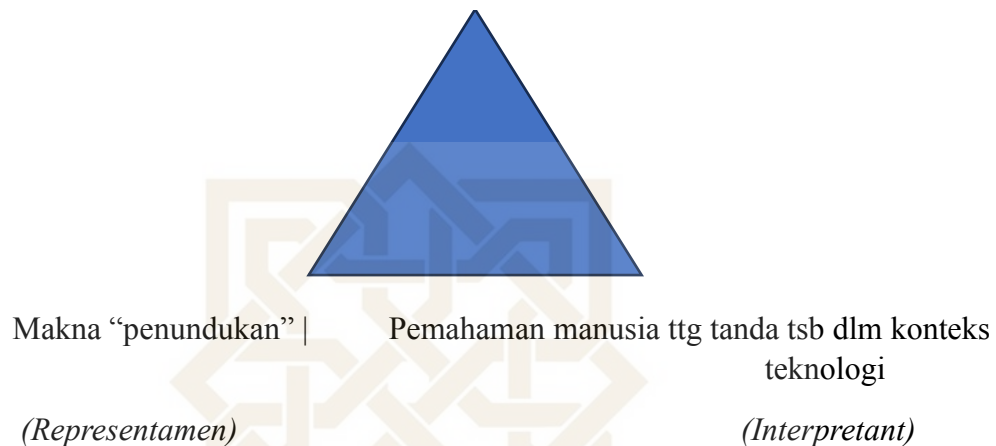 Makna “penundukan” | Pemahaman manusia ttg tanda tsb dlm konteks
teknologi
(Representamen) (Interpretant)